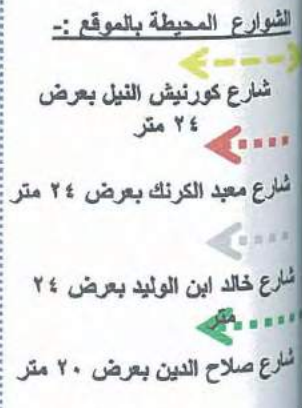 الشوارع المحيطة بالموقع :-
شارع كورنيش النيل بعرض
٢٤ متر
شارع معبد الكرنك بعرض ٢٤ متر
شارع خالد ابن الوليد بعرض ٢٤
متر
شارع صلاح الدين بعرض ٢٠ متر